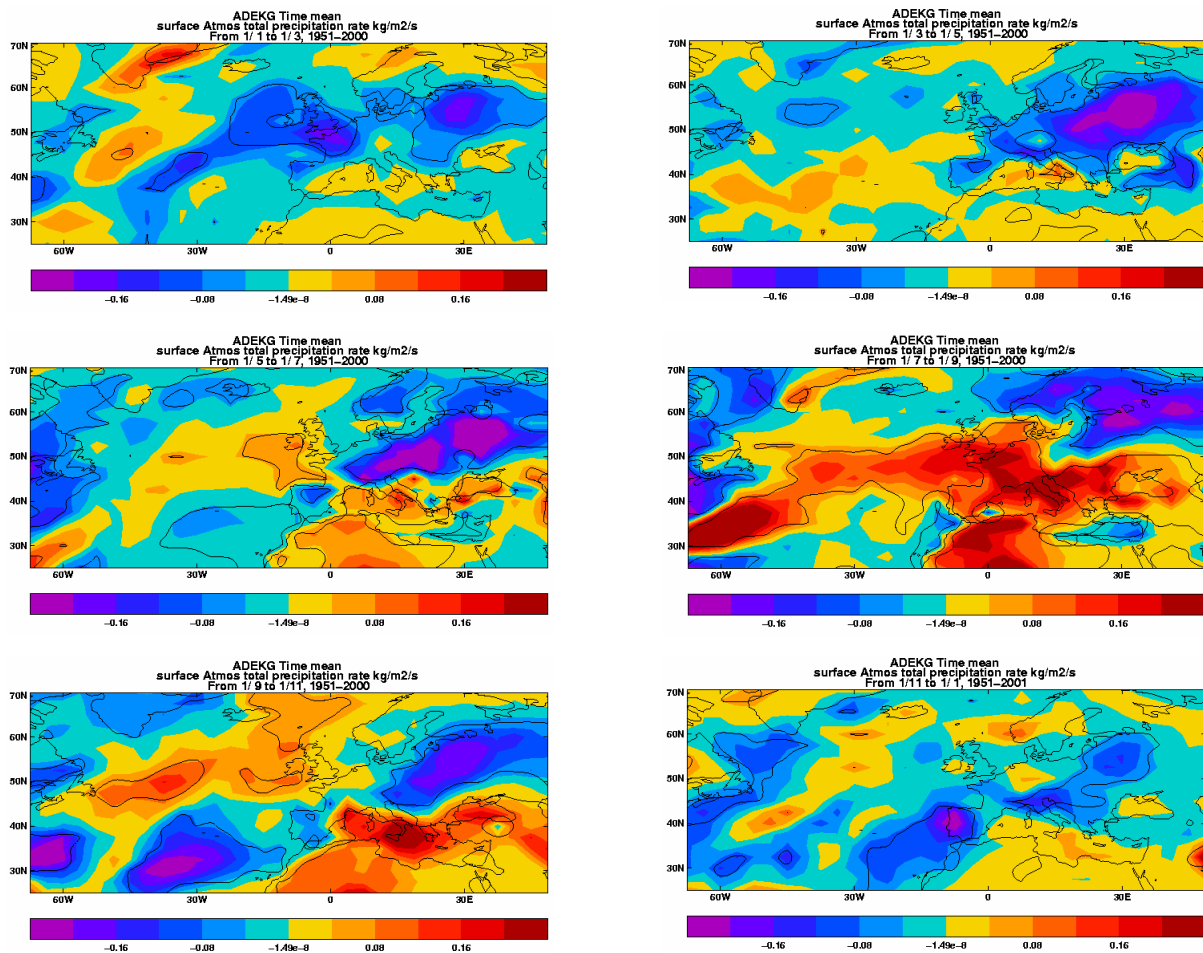 ADEKG Time mean
surface Atmos total precipitation rate kg/m2/s
From 1/ 1 to 1/ 3, 1951−2000
70N
60N
50N
40N
30N
60W 30W 0 30E
−0.16 −0.08 −1.49e−8 0.08 0.16
ADEKG Time mean
surface Atmos total precipitation rate kg/m2/s
From 1/ 3 to 1/ 5, 1951−2000
70N
60N
50N
40N
30N
60W 30W 0 30E
−0.16 −0.08 −1.49e−8 0.08 0.16
ADEKG Time mean
surface Atmos total precipitation rate kg/m2/s
From 1/ 5 to 1/ 7, 1951−2000
70N
60N
50N
40N
30N
60W 30W 0 30E
−0.16 −0.08 −1.49e−8 0.08 0.16
ADEKG Time mean
surface Atmos total precipitation rate kg/m2/s
From 1/ 7 to 1/ 9, 1951−2000
70N
60N
50N
40N
30N
60W 30W 0 30E
−0.16 −0.08 −1.49e−8 0.08 0.16
ADEKG Time mean
surface Atmos total precipitation rate kg/m2/s
From 1/ 9 to 1/11, 1951−2000
70N
60N
50N
40N
30N
60W 30W 0 30E
−0.16 −0.08 −1.49e−8 0.08 0.16
ADEKG Time mean
surface Atmos total precipitation rate kg/m2/s
From 1/11 to 1/ 1, 1951−2001
70N
60N
50N
40N
30N
60W 30W 0 30E
−0.16 −0.08 −1.49e−8 0.08 0.16